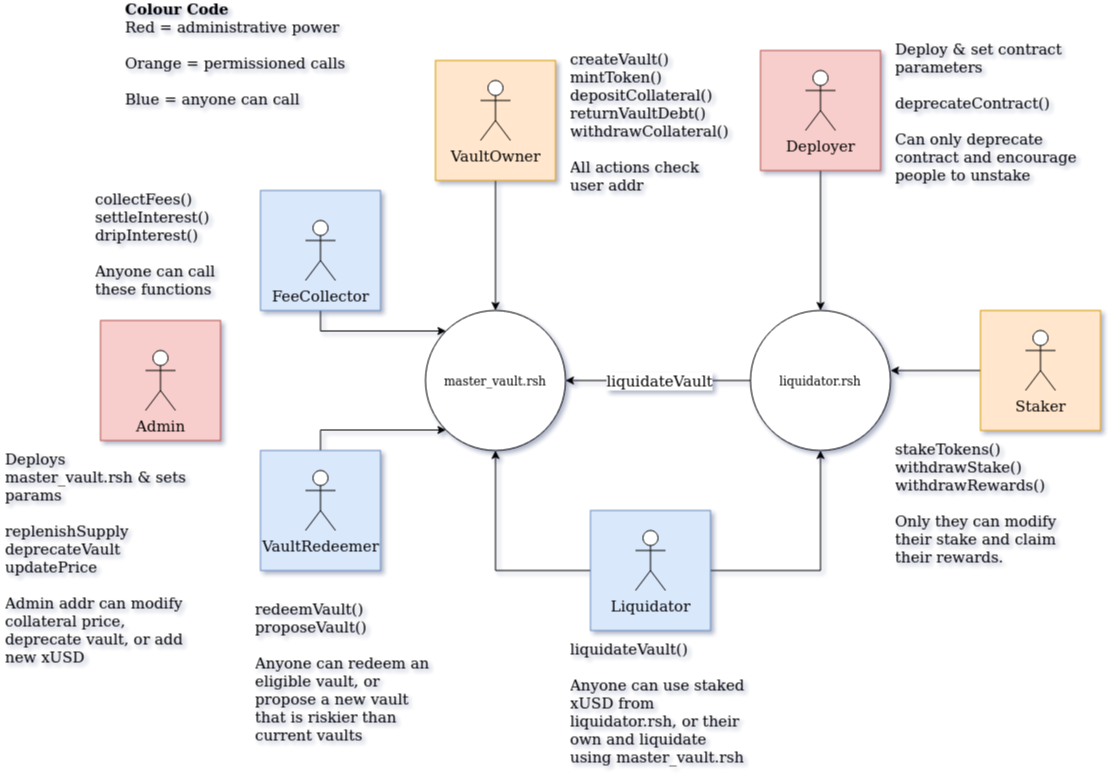 Colour Code
Red = administrative power
Orange = permissioned calls
Blue = anyone can call
VaultOwner
createVault()
mintToken()
depositCollateral()
returnVaultDebt()
withdrawCollateral()
All actions check
user addr
Deployer
Deploy & set contract
parameters
deprecateContract()
Can only deprecate
contract and encourage
people to unstake
collectFees()
settleInterest()
dripInterest()
Anyone can call
these functions
FeeCollector
Admin
Deploys
master_vault.rsh & sets
params
replenishSupply
deprecateVault
updatePrice
Admin addr can modify
collateral price,
deprecate vault, or add
new xUSD
master_vault.rsh
liquidateVault
liquidator.rsh
Staker
stakeTokens()
withdrawStake()
withdrawRewards()
Only they can modify
their stake and claim
their rewards.
VaultRedeemer
redeemVault()
proposeVault()
Anyone can redeem an
eligible vault, or
propose a new vault
that is riskier than
current vaults
Liquidator
liquidateVault()
Anyone can use staked
xUSD from
liquidator.rsh, or their
own and liquidate
using master_vault.rsh